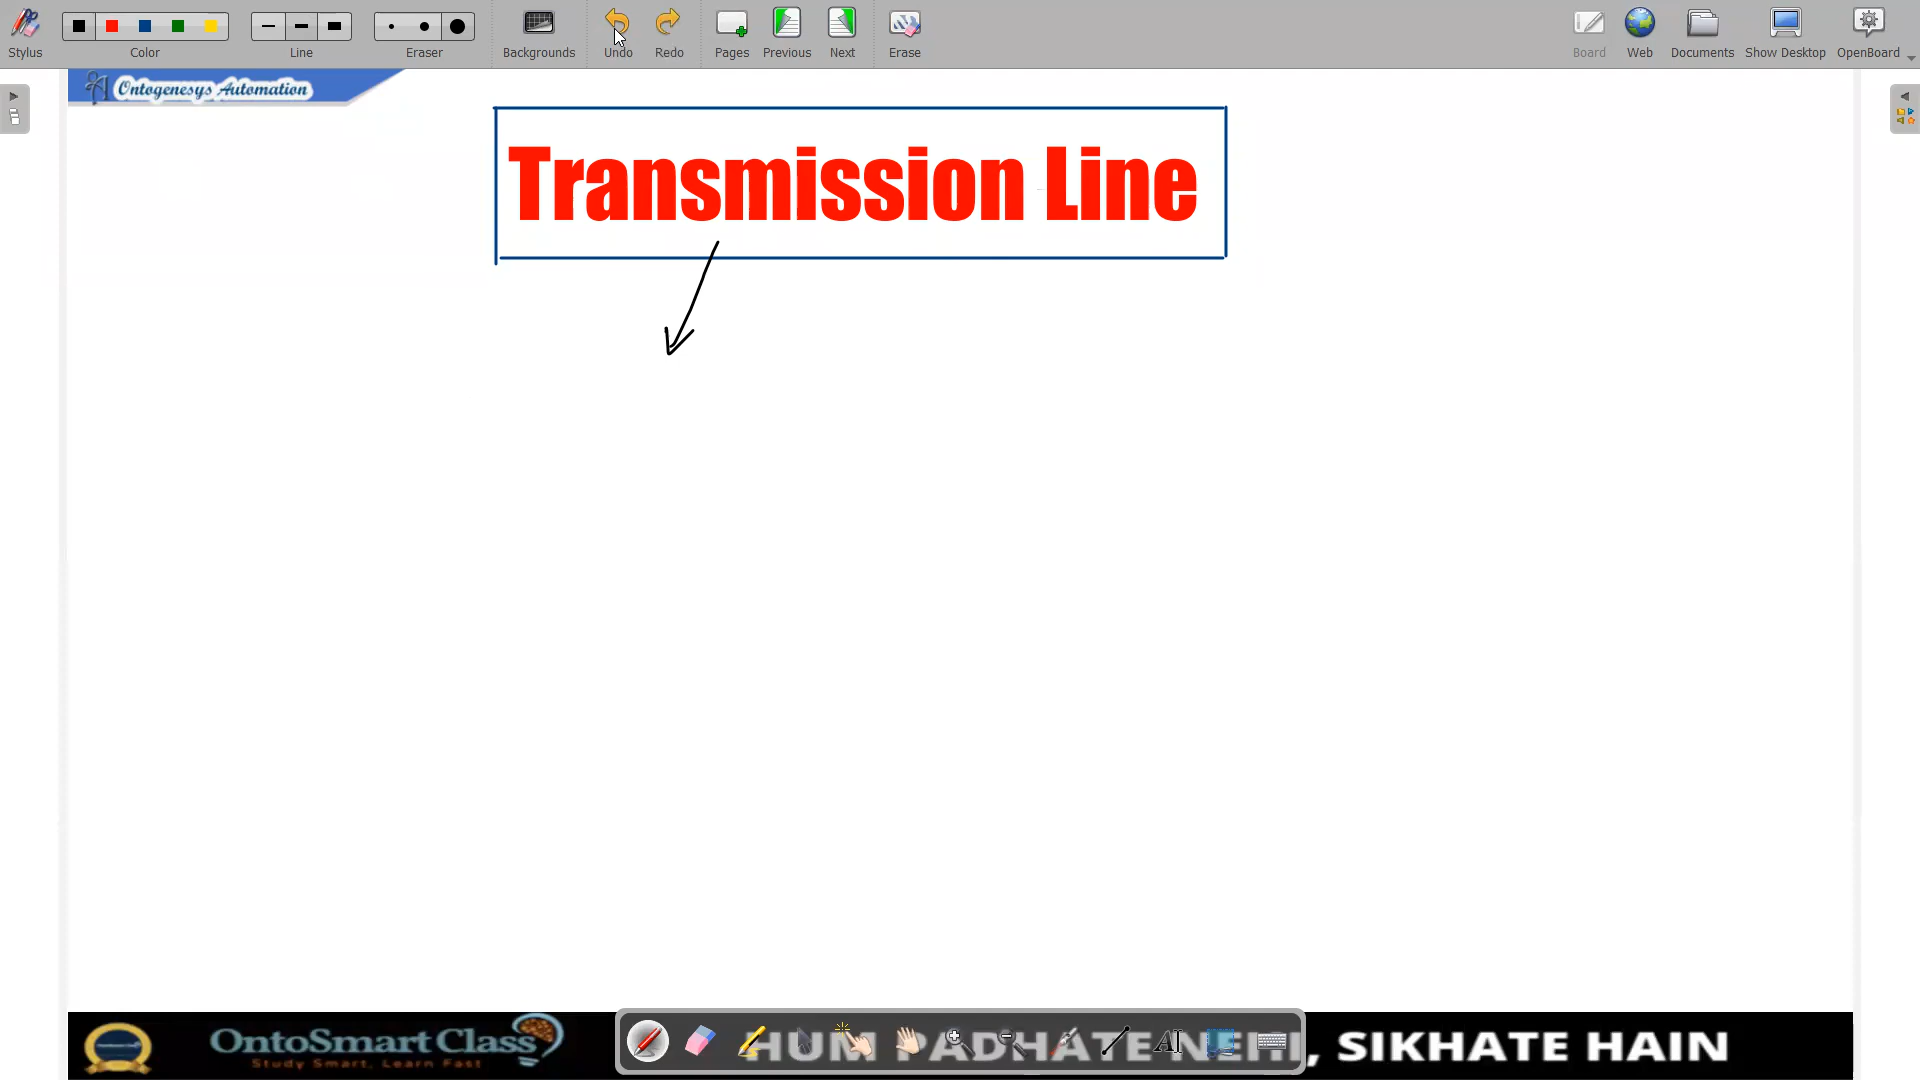 Stylus
Color
Line
Eraser
Backgrounds
Undo
Redo
Pages
Previous
Next
Erase
Board
Web
Documents
Show Desktop
OpenBoard
Ontogenesys Automation
Transmission Line
OntoSmart Class
Study Smart, Learn Fast
HUM PADHATE NEHI, SIKHATE HAIN